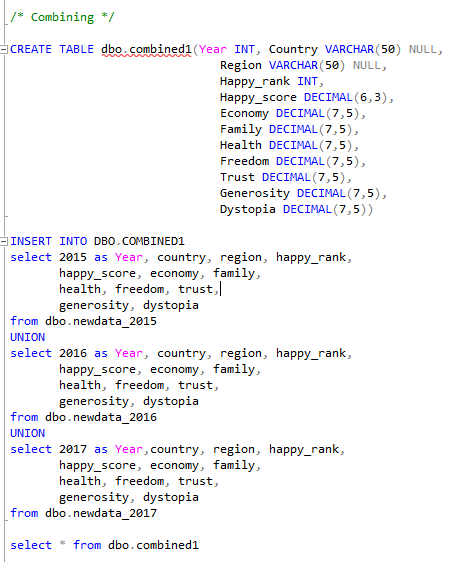 /* Combining */
CREATE TABLE dbo.combined1(Year INT, Country VARCHAR(50) NULL,
Region VARCHAR(50) NULL,
Happy_rank INT,
Happy_score DECIMAL(6,3),
Economy DECIMAL(7,5),
Family DECIMAL(7,5),
Health DECIMAL(7,5),
Freedom DECIMAL(7,5),
Trust DECIMAL(7,5),
Generosity DECIMAL(7,5),
Dystopia DECIMAL(7,5))
INSERT INTO DBO.COMBINED1
select 2015 as Year, country, region, happy_rank,
happy_score, economy, family,
health, freedom, trust,
generosity, dystopia
from dbo.newdata_2015
UNION
select 2016 as Year, country, region, happy_rank,
happy_score, economy, family,
health, freedom, trust,
generosity, dystopia
from dbo.newdata_2016
UNION
select 2017 as Year,country, region, happy_rank,
happy_score, economy, family,
health, freedom, trust,
generosity, dystopia
from dbo.newdata_2017
select * from dbo.combined1